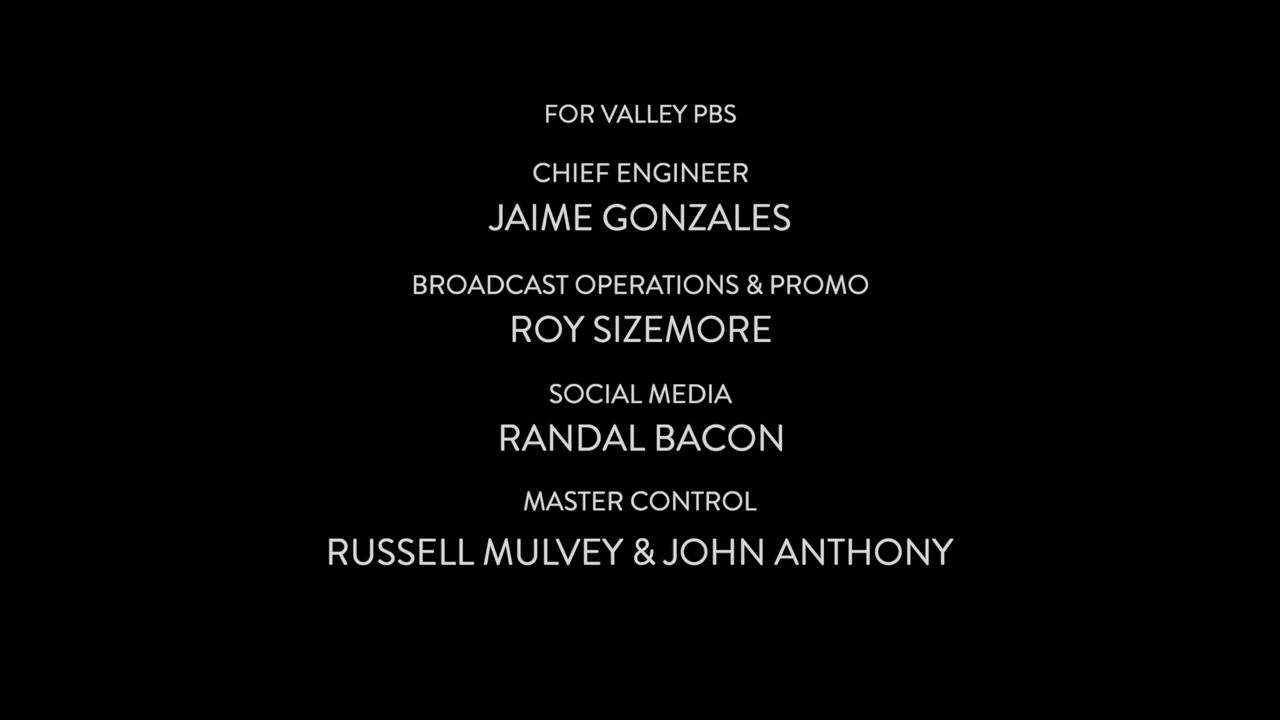 FOR VALLEY PBS
CHIEF ENGINEER
JAIME GONZALES
BROADCAST OPERATIONS & PROMO
ROY SIZEMORE
SOCIAL MEDIA
RANDAL BACON
MASTER CONTROL
RUSSELL MULVEY & JOHN ANTHONY